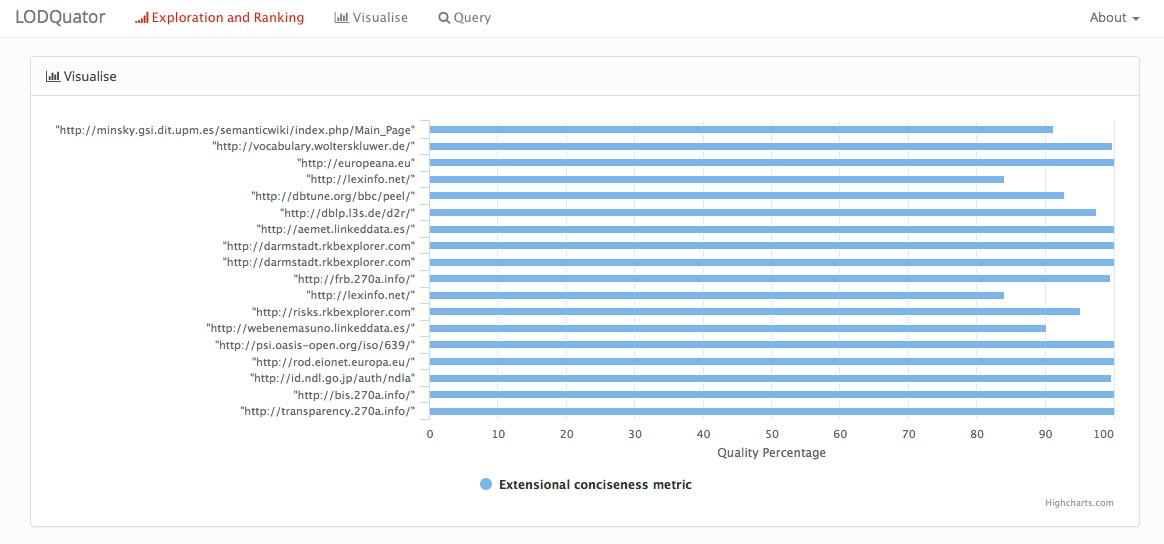 LODQuator Exploration and Ranking Visualise Query About
Visualise
"http://minsky.gsi.dit.upm.es/semanticwiki/index.php/Main_Page"
"http://vocabulary.wolterskluwer.de/"
"http://europeana.eu"
"http://lexinfo.net/"
"http://dbtune.org/bbc/peel/"
"http://dblp.l3s.de/d2r/"
"http://aemet.linkeddata.es/"
"http://darmstadt.rkbexplorer.com"
"http://darmstadt.rkbexplorer.com"
"http://frb.270a.info/"
"http://lexinfo.net/"
"http://risks.rkbexplorer.com"
"http://webenemasuno.linkeddata.es/"
"http://psi.oasis-open.org/iso/639/"
"http://rod.eionet.europa.eu/"
"http://id.ndl.go.jp/auth/ndla"
"http://bis.270a.info/"
"http://transparency.270a.info/"
0 10 20 30 40 50 60 70 80 90 100
Quality Percentage
Extensional conciseness metric
Highcharts.com